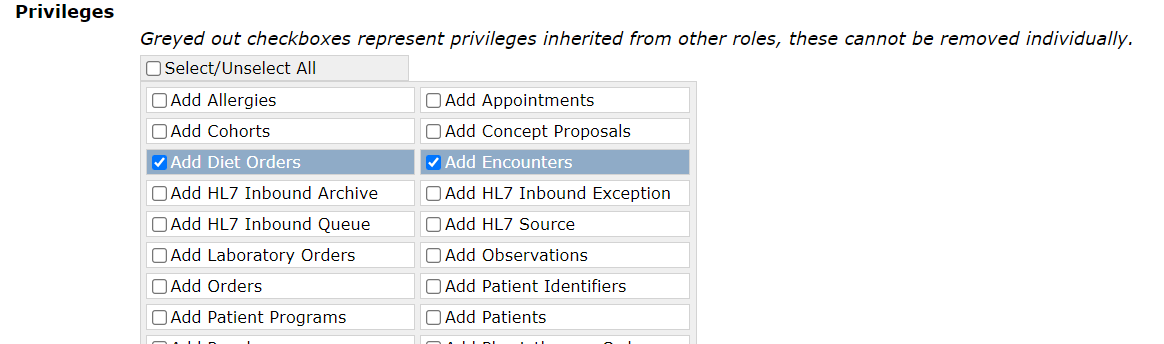 Privileges
Greyed out checkboxes represent privileges inherited from other roles, these cannot be removed individually.
Select/Unselect All
Add Allergies Add Appointments
Add Cohorts Add Concept Proposals
Add Diet Orders Add Encounters
Add HL7 Inbound Archive Add HL7 Inbound Exception
Add HL7 Inbound Queue Add HL7 Source
Add Laboratory Orders Add Observations
Add Orders Add Patient Identifiers
Add Patient Programs Add Patients